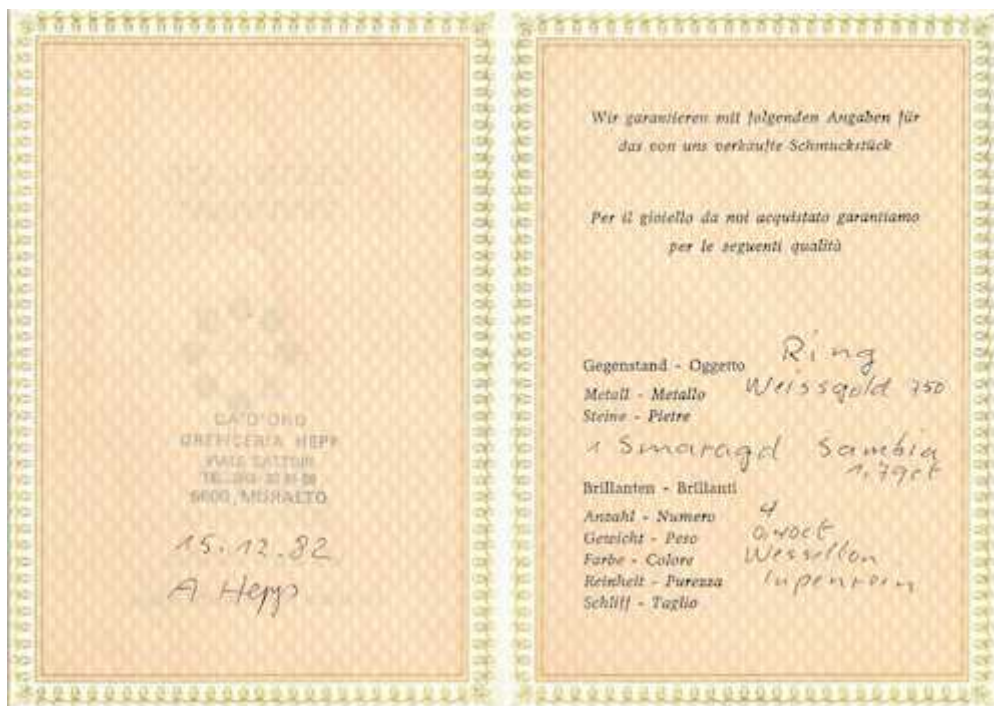 CA'D'ORO
OREFICERIA HEPP
VIALE
6600 MURALTO
15.12.82
A Hepp
Wir garantieren mit folgenden Angaben für
das von uns verkaufte Schmuckstück
Per il gioiello da noi acquistato garantiamo
per le seguenti qualità
Gegenstand - Oggetto Ring
Metall - Metallo Weissgold 750
Steine - Pietre
1 Smaragd Sambia
1,79ct
Brillanten - Brillanti
Anzahl - Numero 4
Gewicht - Peso 0,40ct
Farbe - Colore Wesselton
Reinheit - Purezza lupenrein
Schliff - Taglio